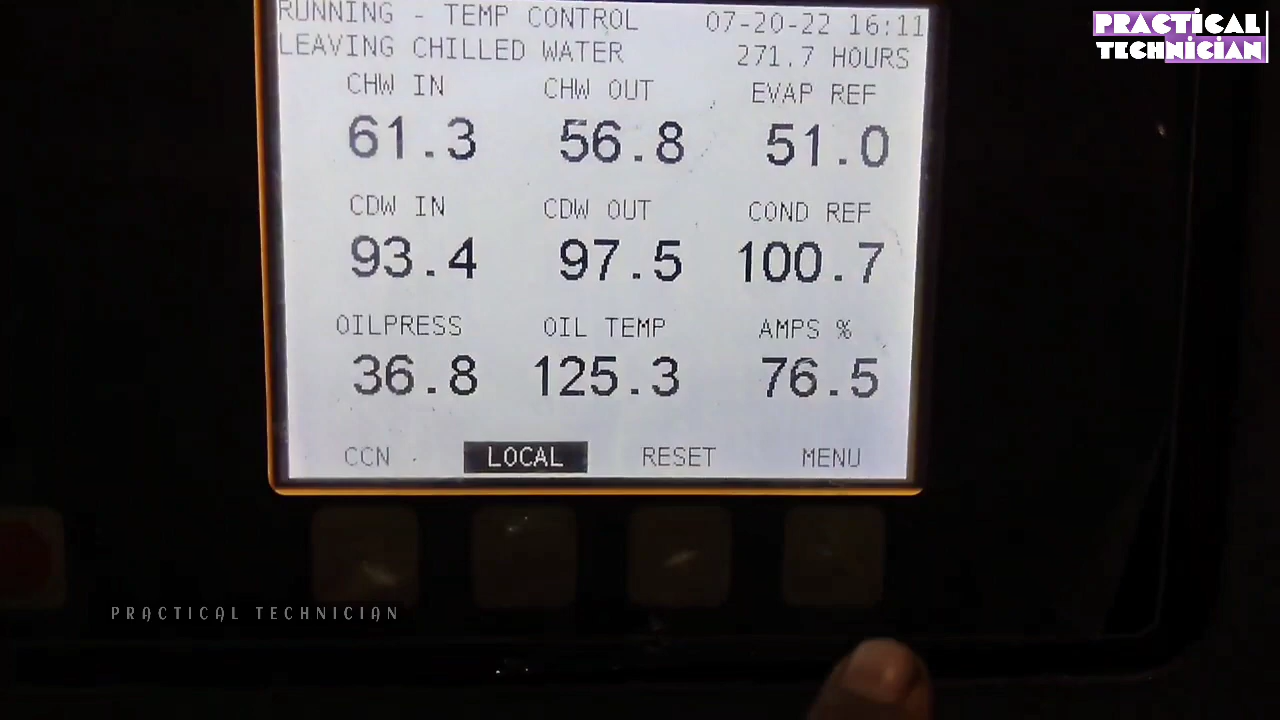 RUNNING - TEMP CONTROL 07-20-22 16:11
LEAVING CHILLED WATER 271.7 HOURS
CHW IN CHW OUT EVAP REF
61.3 56.8 51.0
CDW IN CDW OUT COND REF
93.4 97.5 100.7
OILPRESS OIL TEMP AMPS %
36.8 125.3 76.5
CCN LOCAL RESET MENU
PRACTICAL TECHNICIAN
PRACTICAL
TECHNICIAN